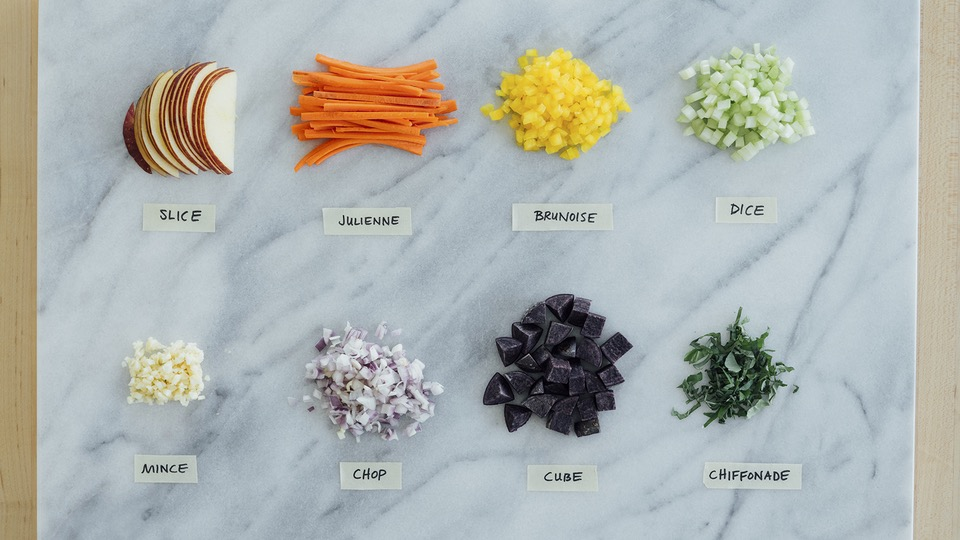 SLICE
JULIENNE
BRUNOISE
DICE
MINCE
CHOP
CUBE
CHIFFONADE